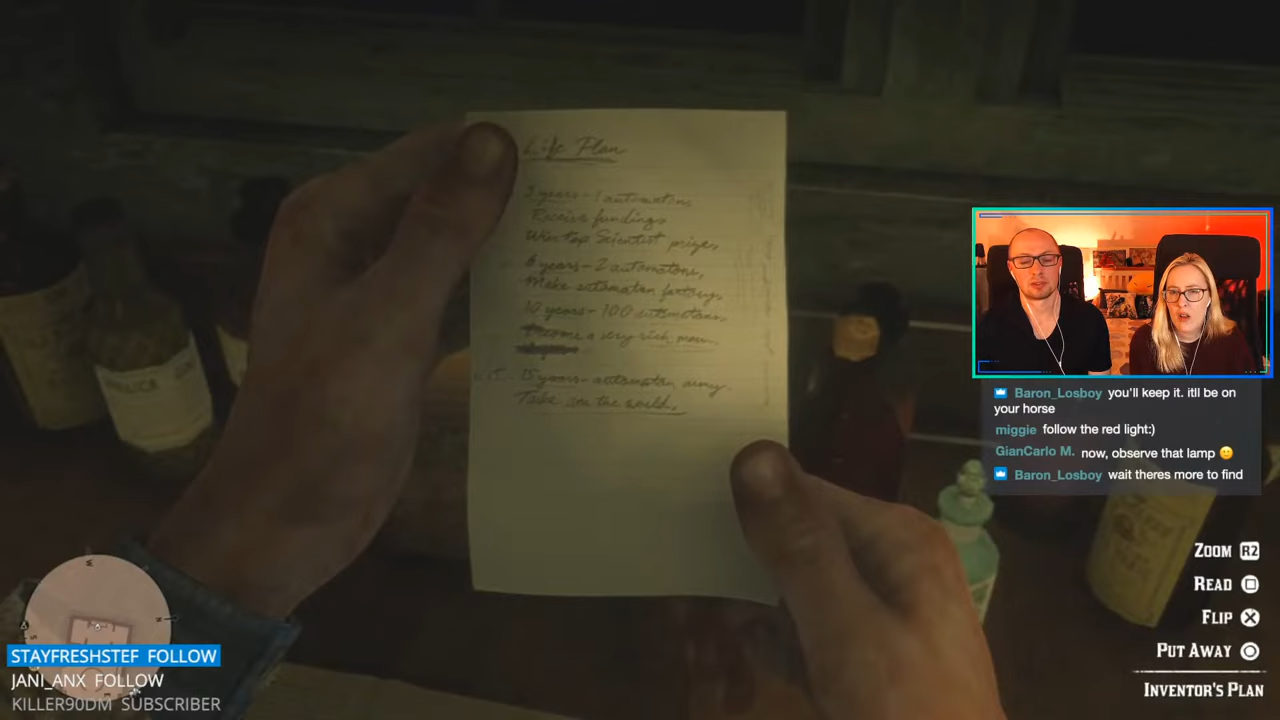 Life Plan
5 years - 1 automaton,
Receive funding,
Win top Scientist prizes,
6 years - 2 automatons,
Make automaton factory,
10 years - 100 automatons,
Become a very rich man.
15 years - automaton army.
Take on the world.
Baron_Losboy you'll keep it. itll be on
your horse
miggie follow the red light:)
GianCarlo M. now, observe that lamp 😊
Baron_Losboy wait theres more to find
ZOOM R2
READ
FLIP
PUT AWAY
INVENTOR'S PLAN
W
STAYFRESHSTEF FOLLOW
JANI_ANX FOLLOW
KILLER90DM SUBSCRIBER